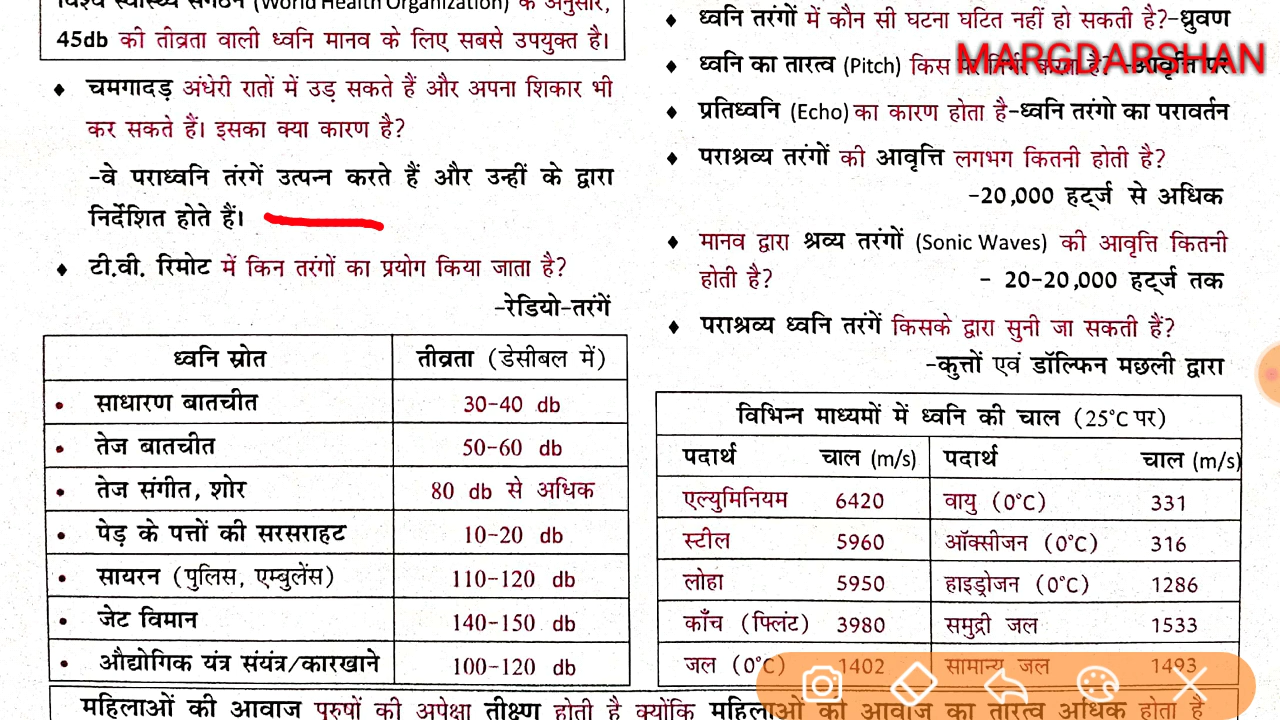 विश्व स्वास्थ्य संगठन (World Health Organization) के अनुसार,
45db की तीव्रता वाली ध्वनि मानव के लिए सबसे उपयुक्त है।
♦ चमगादड़ अंधेरी रातों में उड़ सकते हैं और अपना शिकार भी
कर सकते हैं। इसका क्या कारण है?
-वे पराध्वनि तंरगें उत्पन्न करते हैं और उन्हीं के द्वारा
निर्देशित होते हैं।
♦ टी.वी. रिमोट में किन तरंगों का प्रयोग किया जाता है?
-रेडियो-तरंगें
ध्वनि स्रोत तीव्रता (डेसीबल में)
• साधारण बातचीत 30-40 db
• तेज बातचीत 50-60 db
• तेज संगीत, शोर 80 db से अधिक
• पेड़ के पत्तों की सरसराहट 10-20 db
• सायरन (पुलिस, एम्बुलेंस) 110-120 db
• जेट विमान 140-150 db
• औद्योगिक यंत्र संयंत्र/कारखाने 100-120 db
♦ ध्वनि तरंगों में कौन सी घटना घटित नहीं हो सकती है?-ध्रुवण
MARGDARSHAN
♦ ध्वनि का तारत्व (Pitch) किस पर निर्भर करता है? -आवृत्ति पर
♦ प्रतिध्वनि (Echo) का कारण होता है-ध्वनि तरंगो का परावर्तन
♦ पराश्रव्य तरंगों की आवृत्ति लगभग कितनी होती है?
-20,000 हर्ट्ज से अधिक
♦ मानव द्वारा श्रव्य तरंगों (Sonic Waves) की आवृत्ति कितनी
होती है? - 20-20,000 हर्ट्ज तक
♦ पराश्रव्य ध्वनि तरंगें किसके द्वारा सुनी जा सकती हैं?
-कुत्तों एवं डॉल्फिन मछली द्वारा
विभिन्न माध्यमों में ध्वनि की चाल (25°C पर)
पदार्थ चाल (m/s) पदार्थ चाल (m/s)
एल्युमिनियम 6420 वायु (0°C) 331
स्टील 5960 ऑक्सीजन (0°C) 316
लोहा 5950 हाइड्रोजन (0°C) 1286
काँच (फ्लिंट) 3980 समुद्री जल 1533
जल (0°C) 1402 सामान्य जल 1493
महिलाओं की आवाज पुरुषों की अपेक्षा तीक्ष्ण होती है क्योंकि महिलाओं की आवाज का तारत्व अधिक होता है